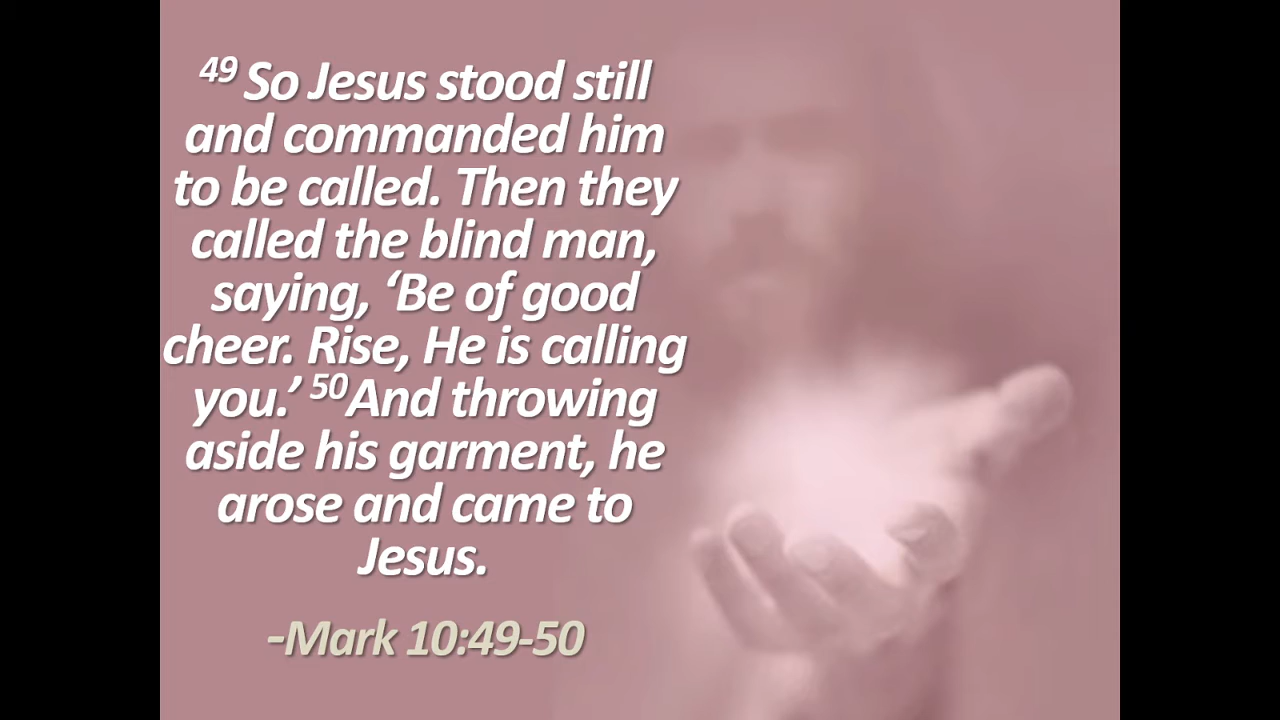 49 So Jesus stood still
and commanded him
to be called. Then they
called the blind man,
saying, ‘Be of good
cheer. Rise, He is calling
you.’ 50And throwing
aside his garment, he
arose and came to
Jesus.
-Mark 10:49-50